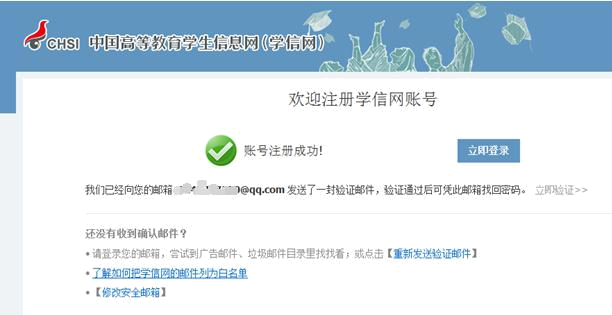 CHSI 中国高等教育学生信息网(学信网)
欢迎注册学信网账号
账号注册成功!
立即登录
我们已经向您的邮箱 0@qq.com 发送了一封验证邮件，验证通过后可凭此邮箱找回密码。 立即验证>>
还没有收到确认邮件？
• 请登录您的邮箱，尝试到广告邮件、垃圾邮件目录里找找看；或点击【重新发送验证邮件】
• 了解如何把学信网的邮件列为白名单
• 【修改安全邮箱】